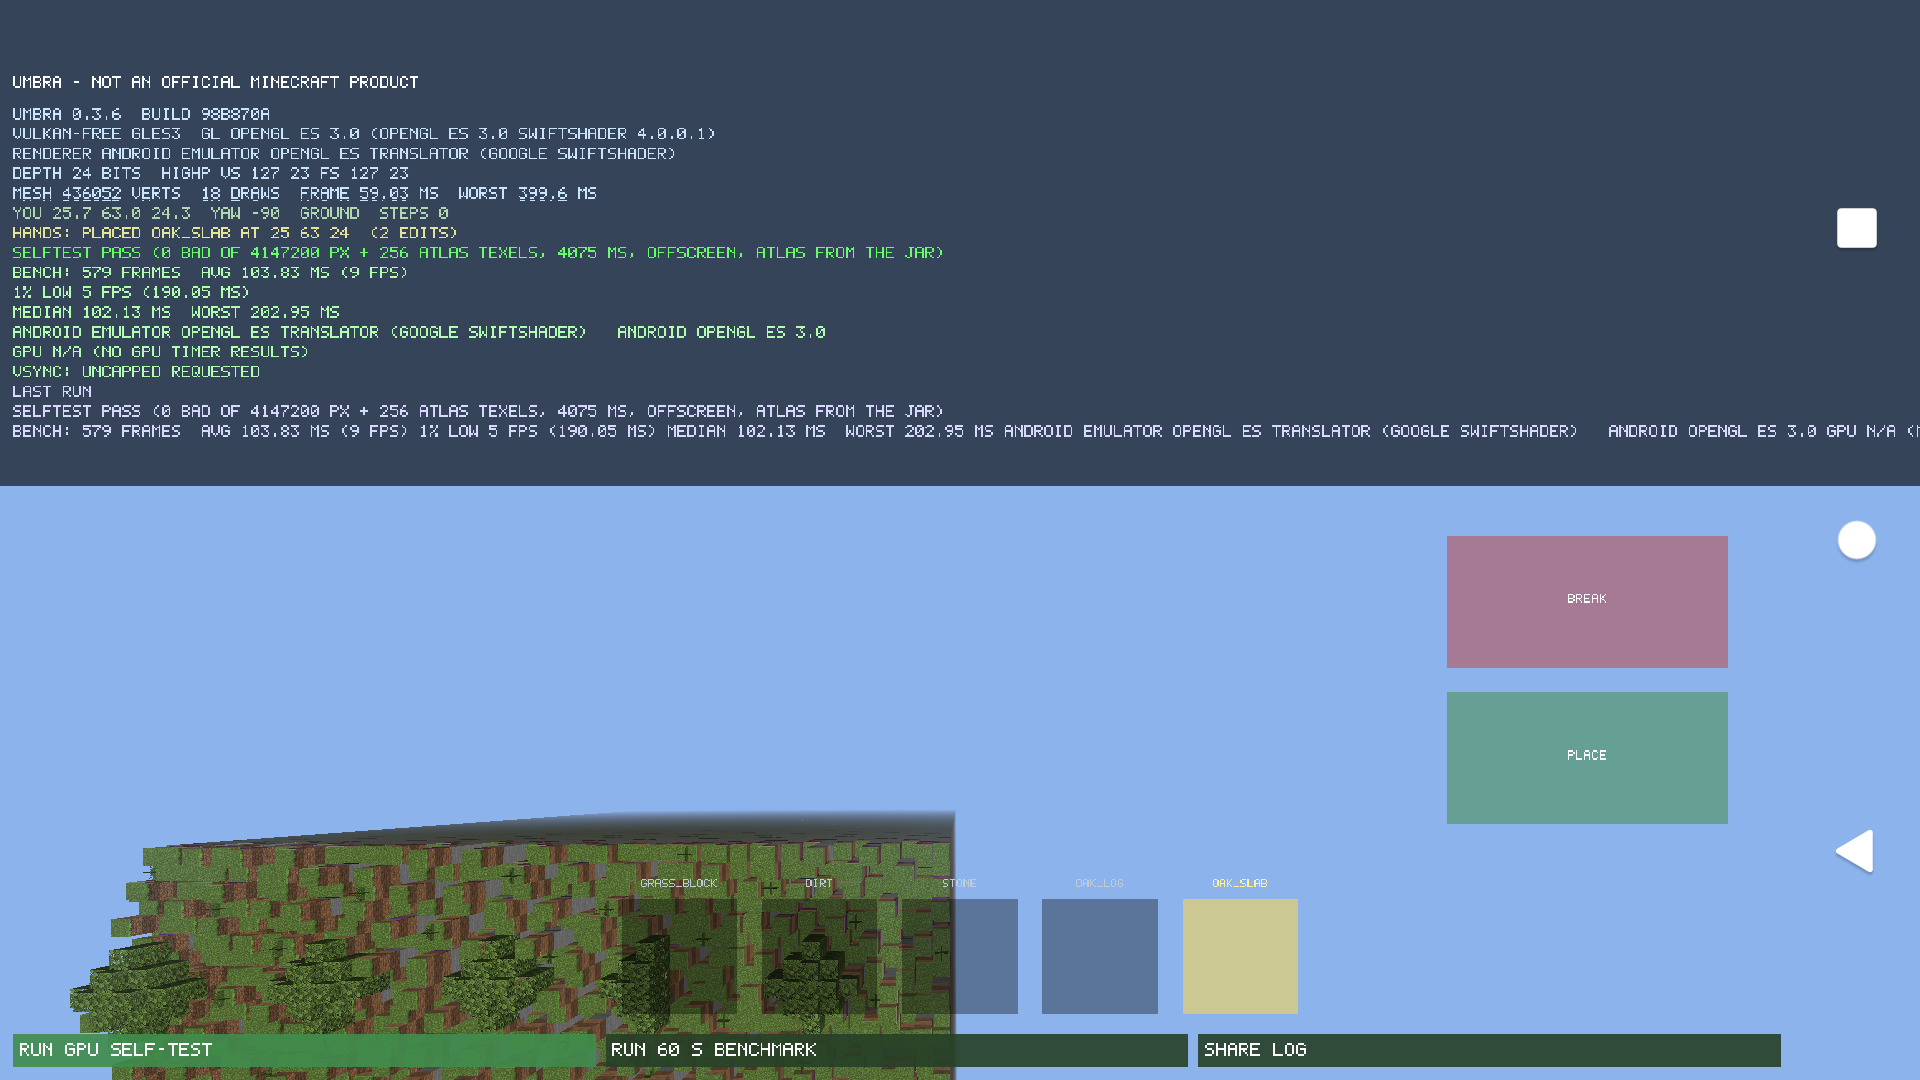 UMBRA - NOT AN OFFICIAL MINECRAFT PRODUCT
UMBRA 0.3.6 BUILD 98B870A
VULKAN-FREE GLES3 GL OPENGL ES 3.0 (OPENGL ES 3.0 SWIFTSHADER 4.0.0.1)
RENDERER ANDROID EMULATOR OPENGL ES TRANSLATOR (GOOGLE SWIFTSHADER)
DEPTH 24 BITS HIGHP VS 127 23 FS 127 23
MESH 436052 VERTS 18 DRAWS FRAME 59.03 MS WORST 399.6 MS
YOU 25.7 63.0 24.3 YAW -90 GROUND STEPS 0
HANDS: PLACED OAK_SLAB AT 25 63 24 (2 EDITS)
SELFTEST PASS (0 BAD OF 4147200 PX + 256 ATLAS TEXELS, 4075 MS, OFFSCREEN, ATLAS FROM THE JAR)
BENCH: 579 FRAMES AVG 103.83 MS (9 FPS)
1% LOW 5 FPS (190.05 MS)
MEDIAN 102.13 MS WORST 202.95 MS
ANDROID EMULATOR OPENGL ES TRANSLATOR (GOOGLE SWIFTSHADER) ANDROID OPENGL ES 3.0
GPU N/A (NO GPU TIMER RESULTS)
VSYNC: UNCAPPED REQUESTED
LAST RUN
SELFTEST PASS (0 BAD OF 4147200 PX + 256 ATLAS TEXELS, 4075 MS, OFFSCREEN, ATLAS FROM THE JAR)
BENCH: 579 FRAMES AVG 103.83 MS (9 FPS) 1% LOW 5 FPS (190.05 MS) MEDIAN 102.13 MS WORST 202.95 MS ANDROID EMULATOR OPENGL ES TRANSLATOR (GOOGLE SWIFTSHADER) ANDROID OPENGL ES 3.0 GPU N/A (
BREAK
PLACE
GRASS_BLOCK DIRT STONE OAK_LOG OAK_SLAB
RUN GPU SELF-TEST RUN 60 S BENCHMARK SHARE LOG